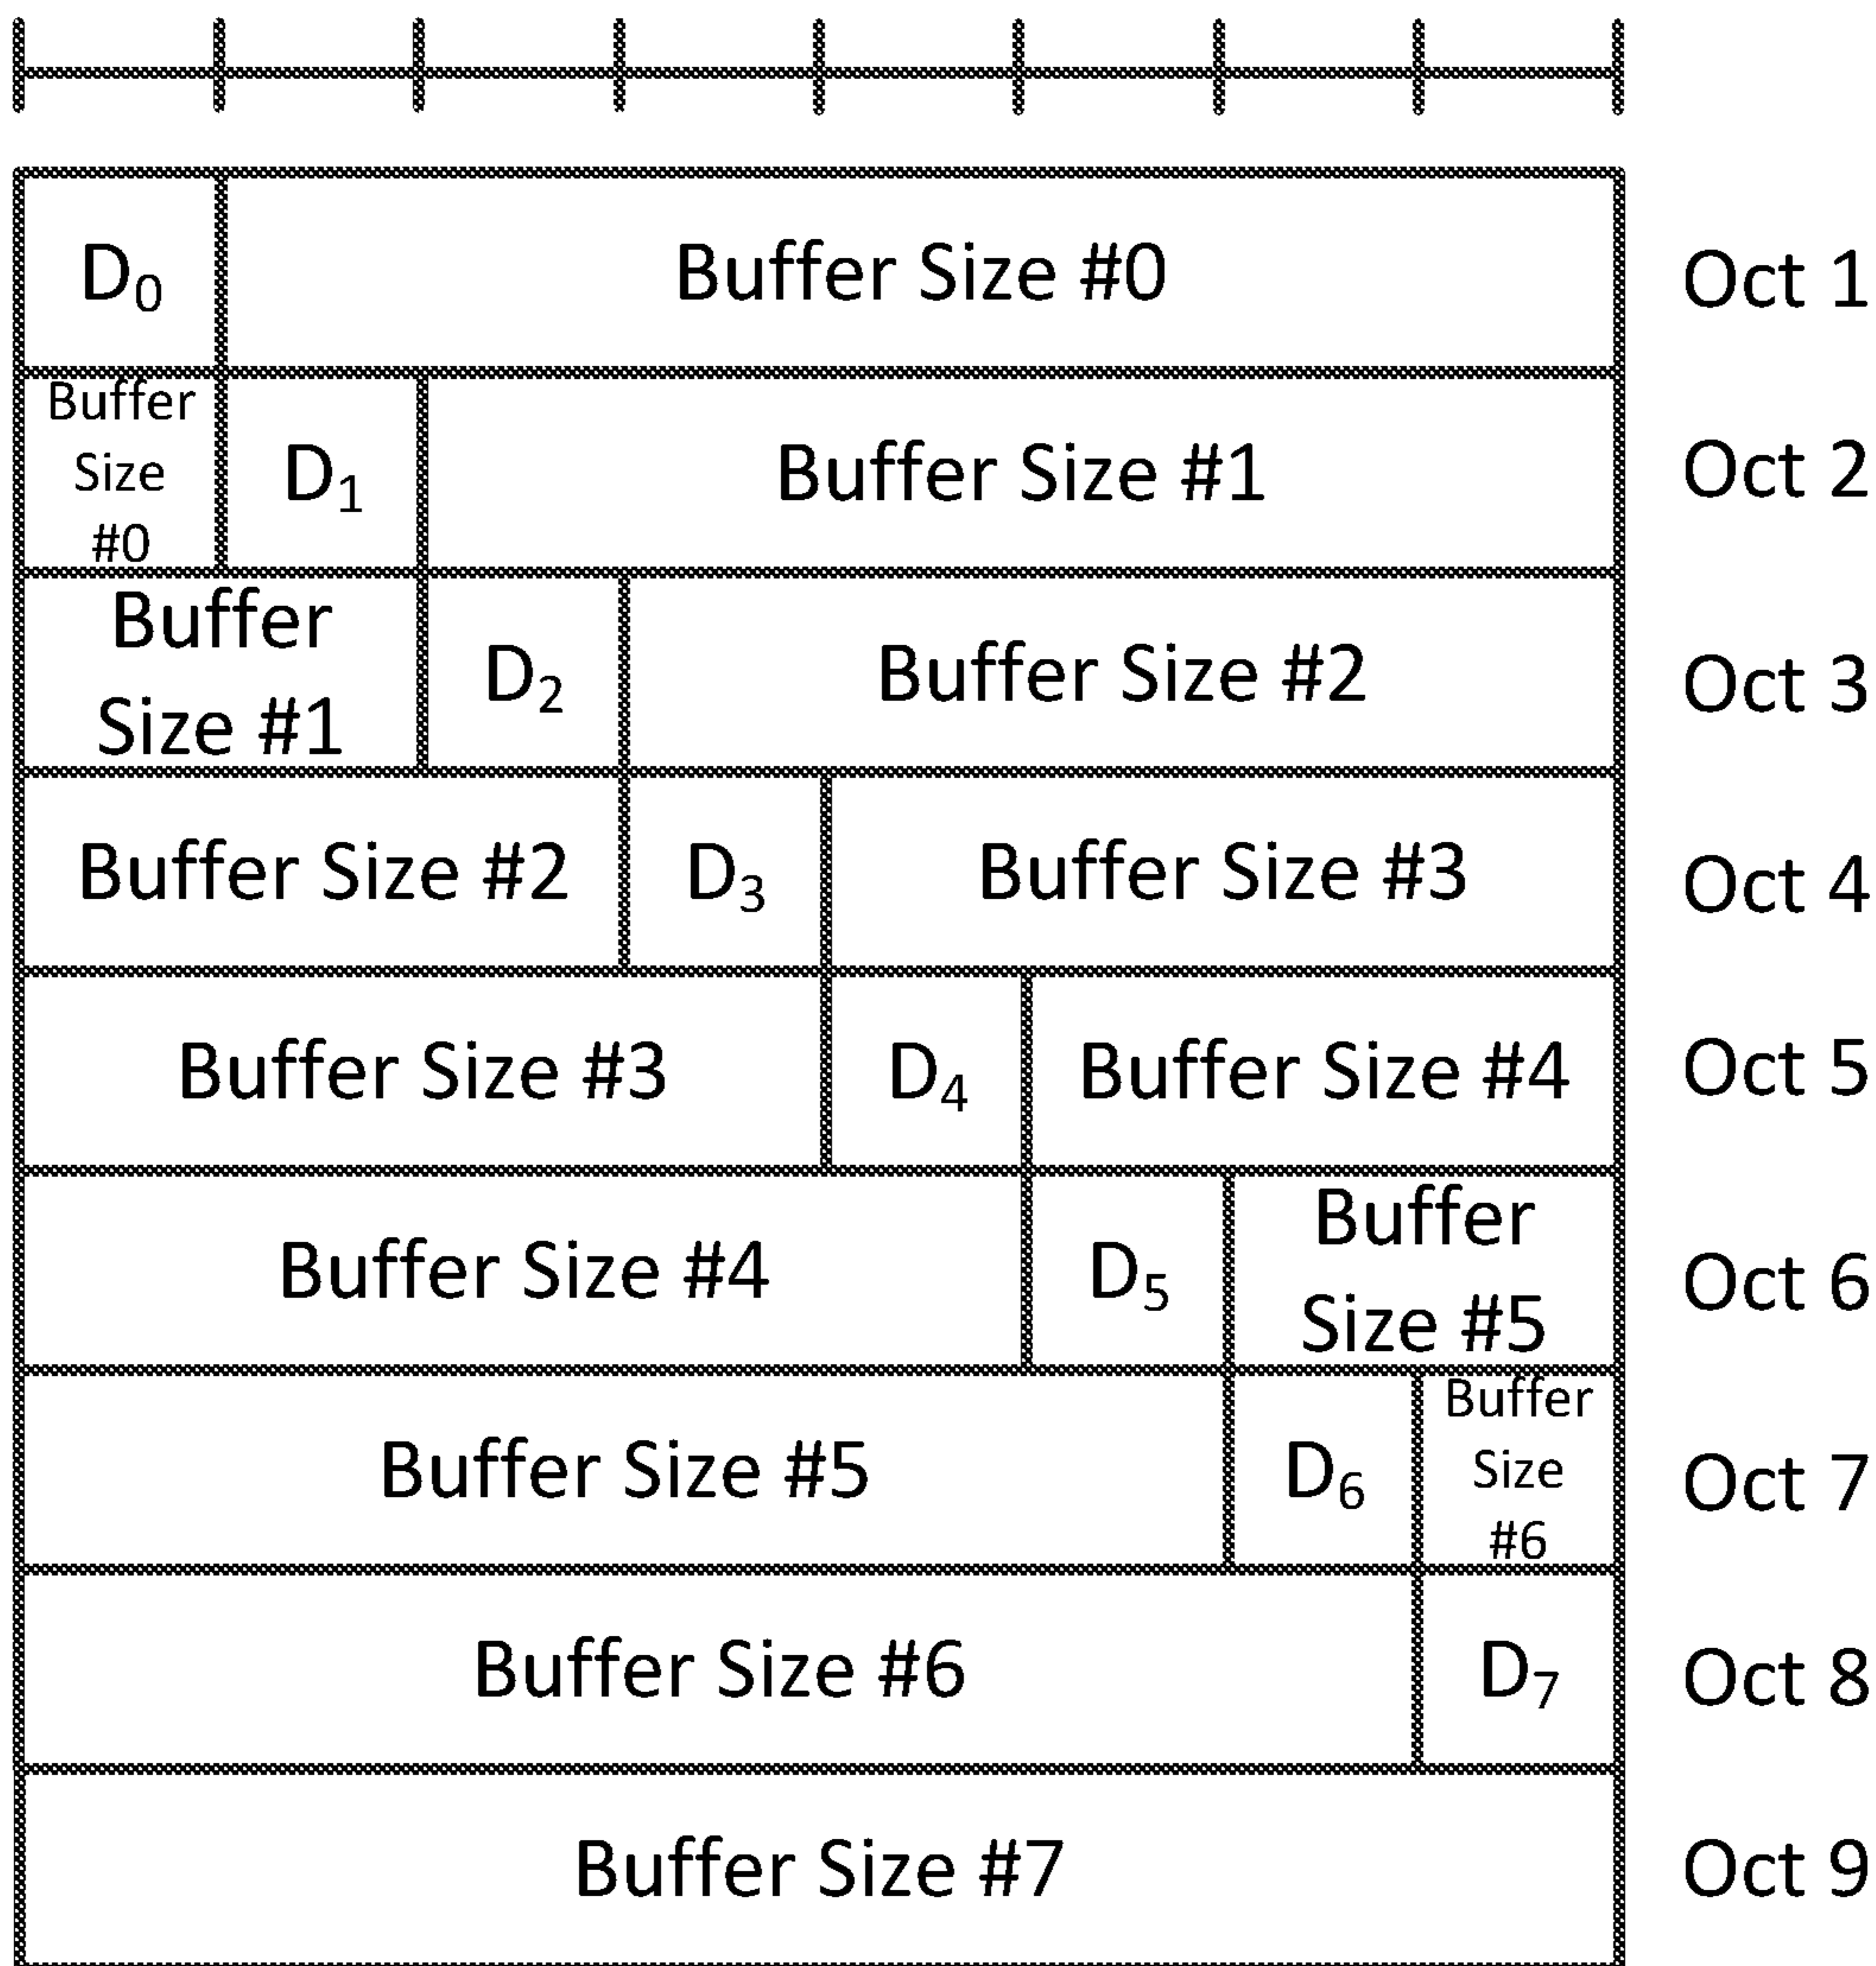 D0 Buffer Size #0 Oct 1
Buffer
Size
#0
D1 Buffer Size #1 Oct 2
Buffer
Size #1
D2 Buffer Size #2 Oct 3
Buffer Size #2 D3 Buffer Size #3 Oct 4
Buffer Size #3 D4 Buffer Size #4 Oct 5
Buffer Size #4 D5
Buffer
Size #5
Oct 6
Buffer Size #5 D6
Buffer
Size
#6
Oct 7
Buffer Size #6 D7 Oct 8
Buffer Size #7 Oct 9